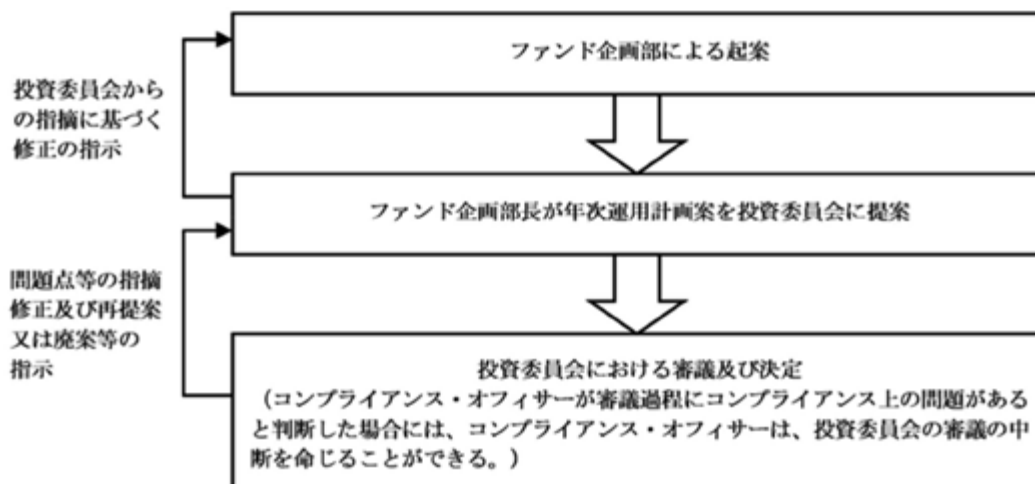 ファンド企画部による起案
投資委員会から
の指摘に基づく
修正の指示
ファンド企画部長が年次運用計画案を投資委員会に提案
問題点等の指摘
修正及び再提案
又は廃案等の
指示
投資委員会における審議及び決定
（コンプライアンス・オフィサーが審議過程にコンプライアンス上の問題がある
と判断した場合には、コンプライアンス・オフィサーは、投資委員会の審議の中
断を命じることができる。）